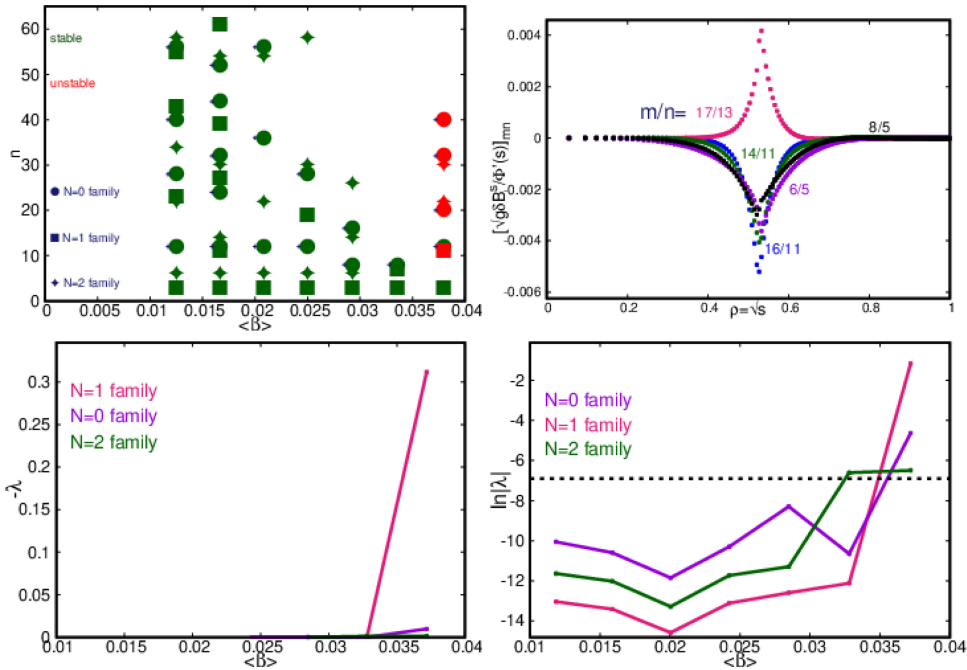 60
50
40
30
20
10
0
n
stable
unstable
N=0 family
N=1 family
N=2 family
0 0.005 0.01 0.015 0.02 0.025 0.03 0.035 0.04
<ß>
0.004
0.002
0
-0.002
-0.004
-0.006
[√gδB^s/Φ'(s)]_mn
m/n= 17/13
8/5
14/11
6/5
16/11
0 0.2 0.4 0.6 0.8 1
ρ=√s
0.3
0.25
0.2
0.15
0.1
0.05
0
-λ
N=1 family
N=0 family
N=2 family
0.01 0.015 0.02 0.025 0.03 0.035 0.04
<ß>
-2
-4
-6
-8
-10
-12
-14
ln|λ|
N=0 family
N=1 family
N=2 family
0.01 0.015 0.02 0.025 0.03 0.035 0.04
<ß>